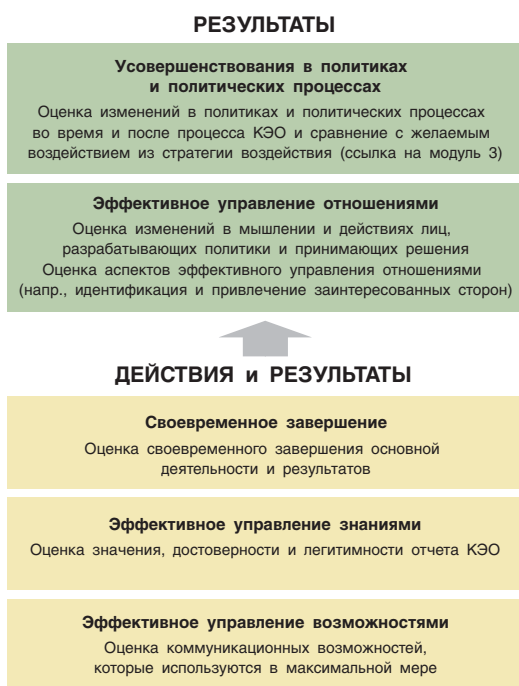 РЕЗУЛЬТАТЫ
Усовершенствования в политиках
и политических процессах
Оценка изменений в политиках и политических процессах
во время и после процесса КЭО и сравнение с желаемым
воздействием из стратегии воздействия (ссылка на модуль 3)
Эффективное управление отношениями
Оценка изменений в мышлении и действиях лиц,
разрабатывающих политики и принимающих решения
Оценка аспектов эффективного управления отношениями
(напр., идентификация и привлечение заинтересованных сторон)
ДЕЙСТВИЯ и РЕЗУЛЬТАТЫ
Своевременное завершение
Оценка своевременного завершения основной
деятельности и результатов
Эффективное управление знаниями
Оценка значения, достоверности и легитимности отчета КЭО
Эффективное управление возможностями
Оценка коммуникационных возможностей,
которые используются в максимальной мере